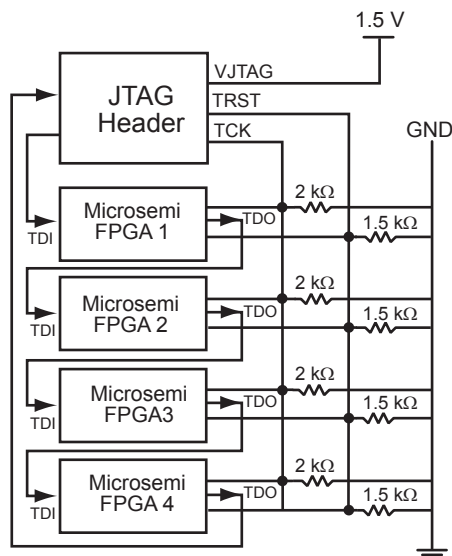 1.5 V
VJTAG
JTAG
Header
TRST
TCK
GND
2 kΩ
Microsemi
FPGA 1
TDO
1.5 kΩ
TDI
2 kΩ
Microsemi
FPGA 2
TDO
1.5 kΩ
TDI
2 kΩ
Microsemi
FPGA3
TDO
1.5 kΩ
TDI
2 kΩ
Microsemi
FPGA 4
TDO
1.5 kΩ
TDI